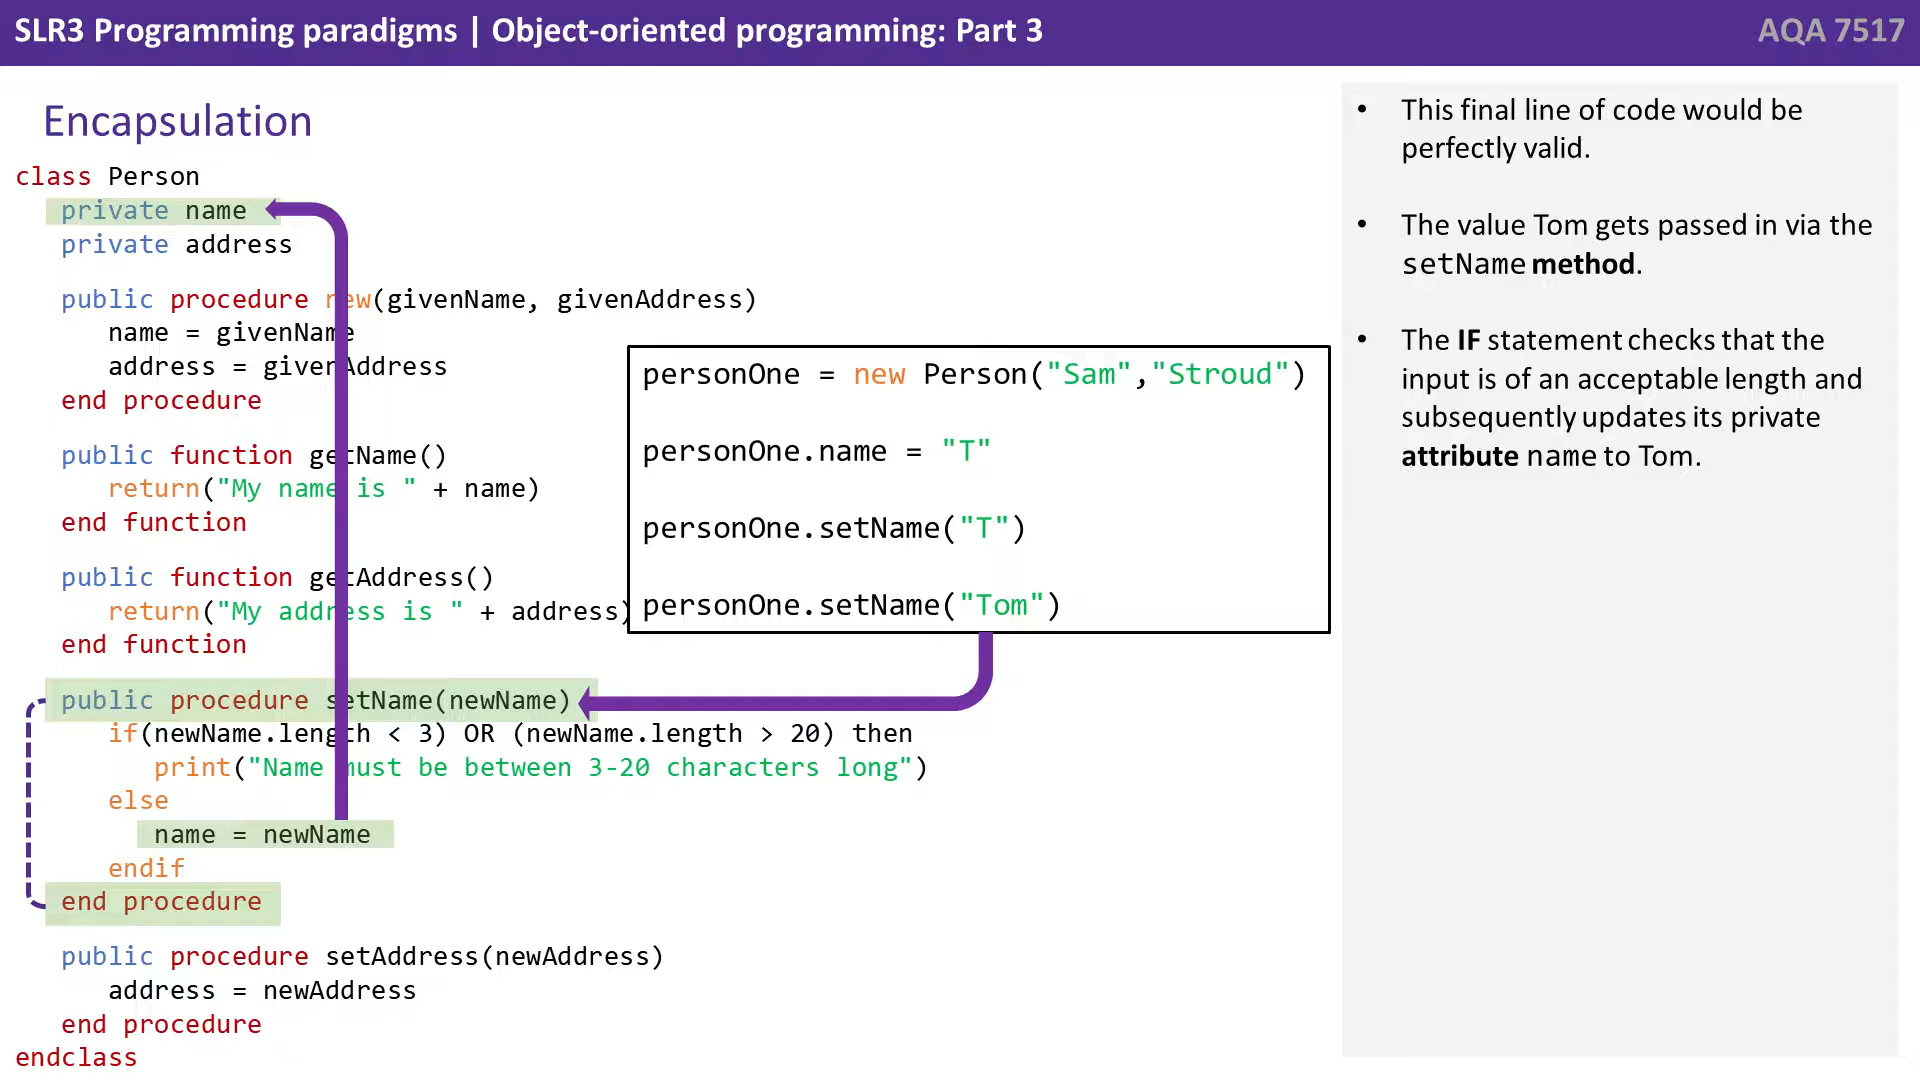 SLR3 Programming paradigms | Object-oriented programming: Part 3
AQA 7517
Encapsulation
class Person
private name
private address
public procedure new(givenName, givenAddress)
name = givenName
address = givenAddress
end procedure
public function getName()
return("My name is " + name)
end function
public function getAddress()
return("My address is " + address)
end function
public procedure setName(newName)
if(newName.length < 3) OR (newName.length > 20) then
print("Name must be between 3-20 characters long")
else
name = newName
endif
end procedure
public procedure setAddress(newAddress)
address = newAddress
end procedure
endclass
personOne = new Person("Sam","Stroud")
personOne.name = "T"
personOne.setName("T")
personOne.setName("Tom")
• This final line of code would be
perfectly valid.
• The value Tom gets passed in via the
setName method.
• The IF statement checks that the
input is of an acceptable length and
subsequently updates its private
attribute name to Tom.